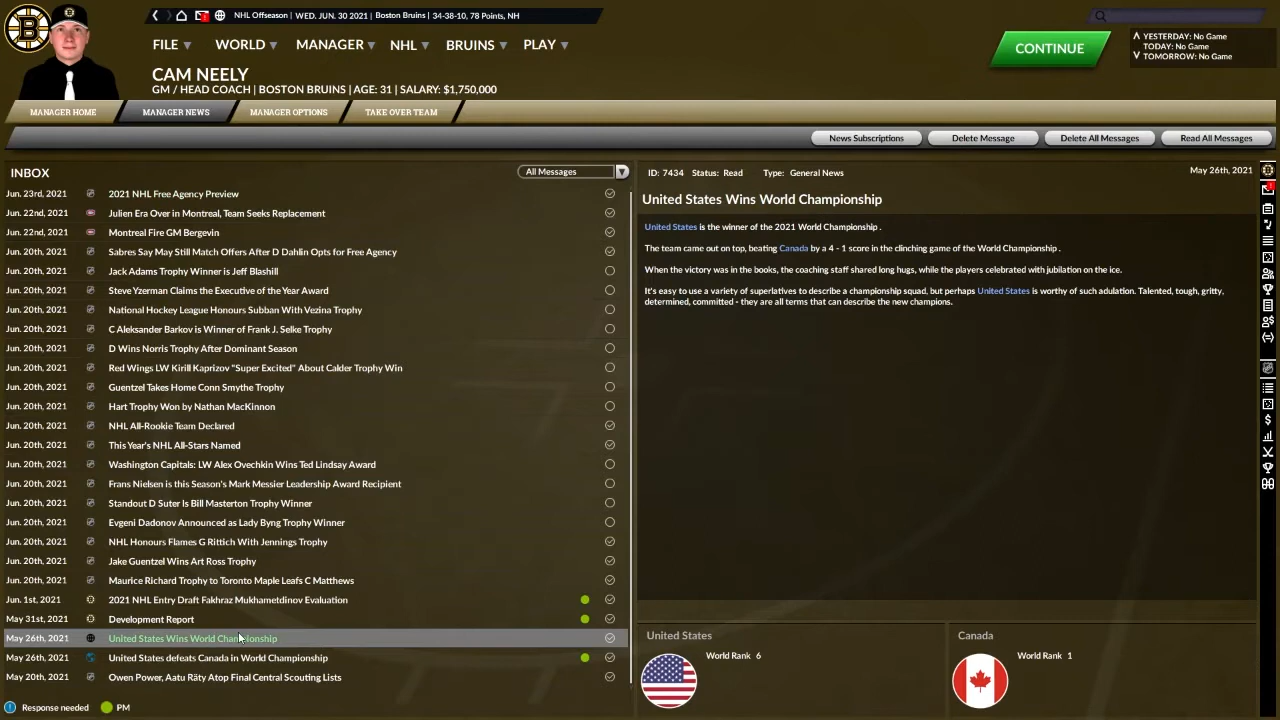 NHL Offseason | WED. JUN. 30 2021 | Boston Bruins | 34-38-10, 78 Points, NH
FILE WORLD MANAGER NHL BRUINS PLAY
CONTINUE
YESTERDAY: No Game
TODAY: No Game
TOMORROW: No Game
CAM NEELY
GM / HEAD COACH | BOSTON BRUINS | AGE: 31 | SALARY: $1,750,000
MANAGER HOME MANAGER NEWS MANAGER OPTIONS TAKE OVER TEAM
News Subscriptions Delete Message Delete All Messages Read All Messages
INBOX
All Messages
Jun. 23rd, 2021 2021 NHL Free Agency Preview
Jun. 22nd, 2021 Julien Era Over in Montreal, Team Seeks Replacement
Jun. 22nd, 2021 Montreal Fire GM Bergevin
Jun. 20th, 2021 Sabres Say May Still Match Offers After D Dahlin Opts for Free Agency
Jun. 20th, 2021 Jack Adams Trophy Winner is Jeff Blashill
Jun. 20th, 2021 Steve Yzerman Claims the Executive of the Year Award
Jun. 20th, 2021 National Hockey League Honours Subban With Vezina Trophy
Jun. 20th, 2021 C Aleksander Barkov is Winner of Frank J. Selke Trophy
Jun. 20th, 2021 D Wins Norris Trophy After Dominant Season
Jun. 20th, 2021 Red Wings LW Kirill Kaprizov "Super Excited" About Calder Trophy Win
Jun. 20th, 2021 Guentzel Takes Home Conn Smythe Trophy
Jun. 20th, 2021 Hart Trophy Won by Nathan MacKinnon
Jun. 20th, 2021 NHL All-Rookie Team Declared
Jun. 20th, 2021 This Year's NHL All-Stars Named
Jun. 20th, 2021 Washington Capitals: LW Alex Ovechkin Wins Ted Lindsay Award
Jun. 20th, 2021 Frans Nielsen is this Season's Mark Messier Leadership Award Recipient
Jun. 20th, 2021 Standout D Suter Is Bill Masterton Trophy Winner
Jun. 20th, 2021 Evgeni Dadonov Announced as Lady Byng Trophy Winner
Jun. 20th, 2021 NHL Honours Flames G Rittich With Jennings Trophy
Jun. 20th, 2021 Jake Guentzel Wins Art Ross Trophy
Jun. 20th, 2021 Maurice Richard Trophy to Toronto Maple Leafs C Matthews
Jun. 1st, 2021 2021 NHL Entry Draft Fakhraz Mukhametdinov Evaluation
May 31st, 2021 Development Report
May 26th, 2021 United States Wins World Championship
May 26th, 2021 United States defeats Canada in World Championship
May 20th, 2021 Owen Power, Aatu Räty Atop Final Central Scouting Lists
Response needed PM
ID: 7434 Status: Read Type: General News May 26th, 2021
United States Wins World Championship
United States is the winner of the 2021 World Championship .
The team came out on top, beating Canada by a 4 - 1 score in the clinching game of the World Championship .
When the victory was in the books, the coaching staff shared long hugs, while the players celebrated with jubilation on the ice.
It's easy to use a variety of superlatives to describe a championship squad, but perhaps United States is worthy of such adulation. Talented, tough, gritty,
determined, committed - they are all terms that can describe the new champions.
United States
World Rank 6
Canada
World Rank 1